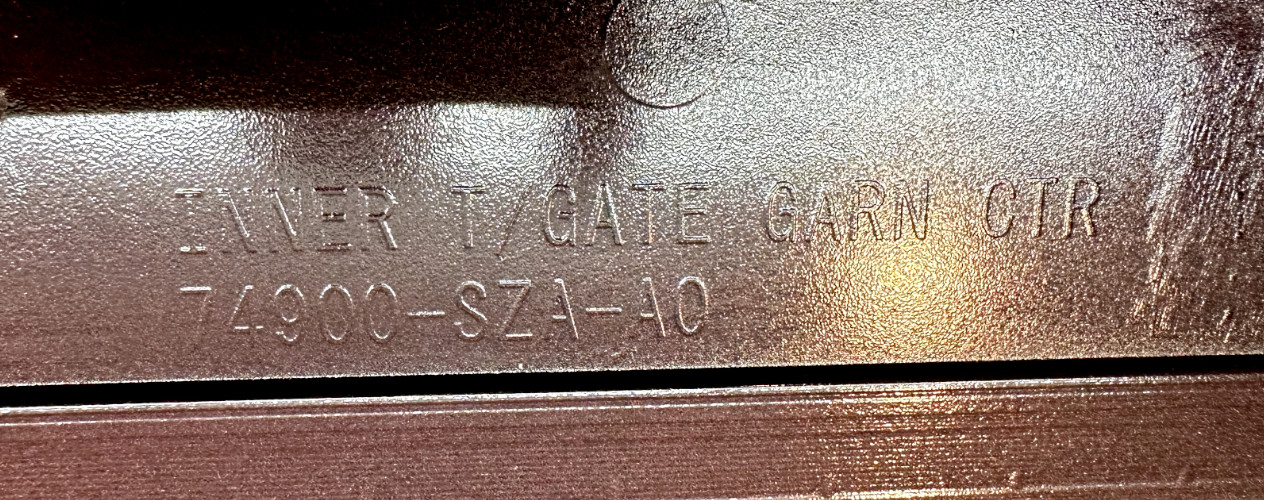 INNER T/GATE GARN CTR
74900-SZA-A0